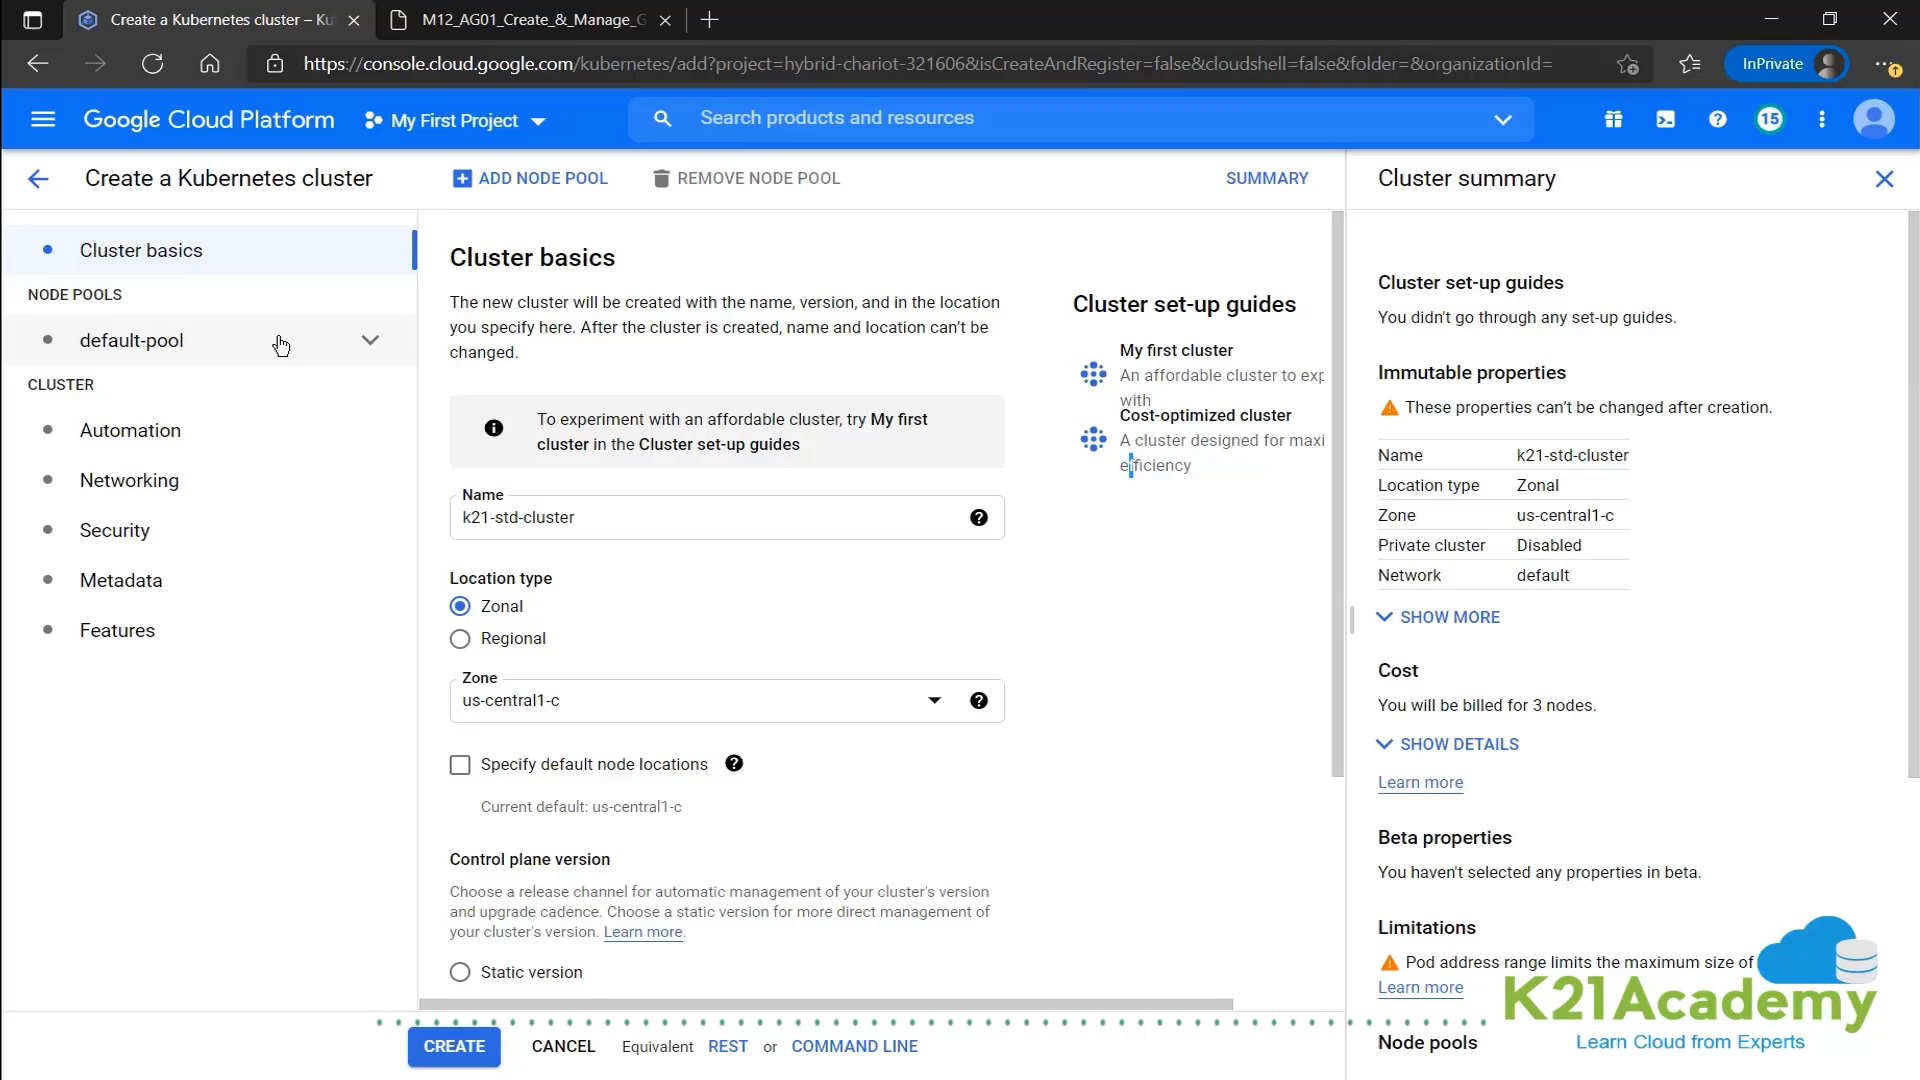 Create a Kubernetes cluster – Ku
M12_AG01_Create_&_Manage_G
https://console.cloud.google.com/kubernetes/add?project=hybrid-chariot-321606&isCreateAndRegister=false&cloudshell=false&folder=&organizationId=
InPrivate
Google Cloud Platform
My First Project
Search products and resources
15
Create a Kubernetes cluster
ADD NODE POOL
REMOVE NODE POOL
SUMMARY
Cluster basics
NODE POOLS
default-pool
CLUSTER
Automation
Networking
Security
Metadata
Features
Cluster basics
The new cluster will be created with the name, version, and in the location
you specify here. After the cluster is created, name and location can't be
changed.
To experiment with an affordable cluster, try My first
cluster in the Cluster set-up guides
Name
k21-std-cluster
Location type
Zonal
Regional
Zone
us-central1-c
Specify default node locations
Current default: us-central1-c
Control plane version
Choose a release channel for automatic management of your cluster's version
and upgrade cadence. Choose a static version for more direct management of
your cluster's version. Learn more.
Static version
Cluster set-up guides
My first cluster
An affordable cluster to exp
with
Cost-optimized cluster
A cluster designed for maxi
efficiency
CREATE
CANCEL
Equivalent REST or COMMAND LINE
Cluster summary
Cluster set-up guides
You didn't go through any set-up guides.
Immutable properties
These properties can't be changed after creation.
Name k21-std-cluster
Location type Zonal
Zone us-central1-c
Private cluster Disabled
Network default
SHOW MORE
Cost
You will be billed for 3 nodes.
SHOW DETAILS
Learn more
Beta properties
You haven't selected any properties in beta.
Limitations
Pod address range limits the maximum size of
Learn more
Node pools
K21Academy
Learn Cloud from Experts